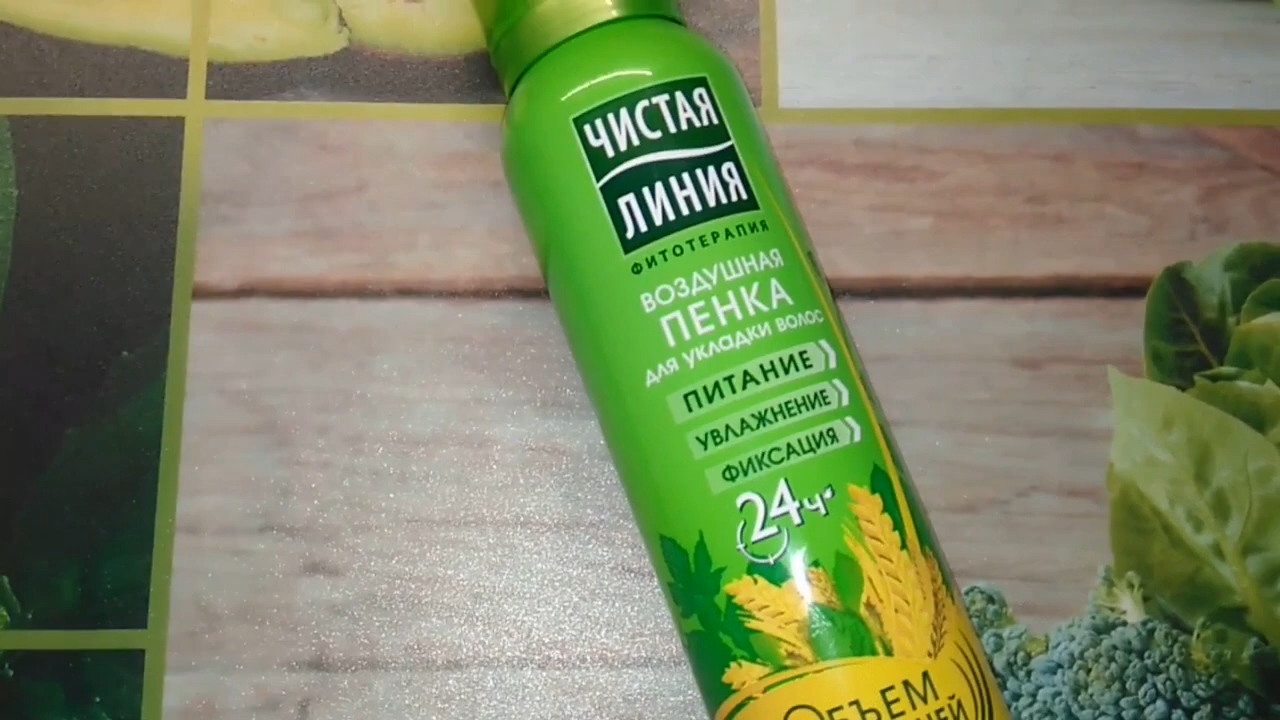 ЧИСТАЯ
ЛИНИЯ
ФИТОТЕРАПИЯ
ВОЗДУШНАЯ
ПЕНКА
для укладки волос
ПИТАНИЕ
УВЛАЖНЕНИЕ
ФИКСАЦИЯ
24ч*
ОБЪЕМ